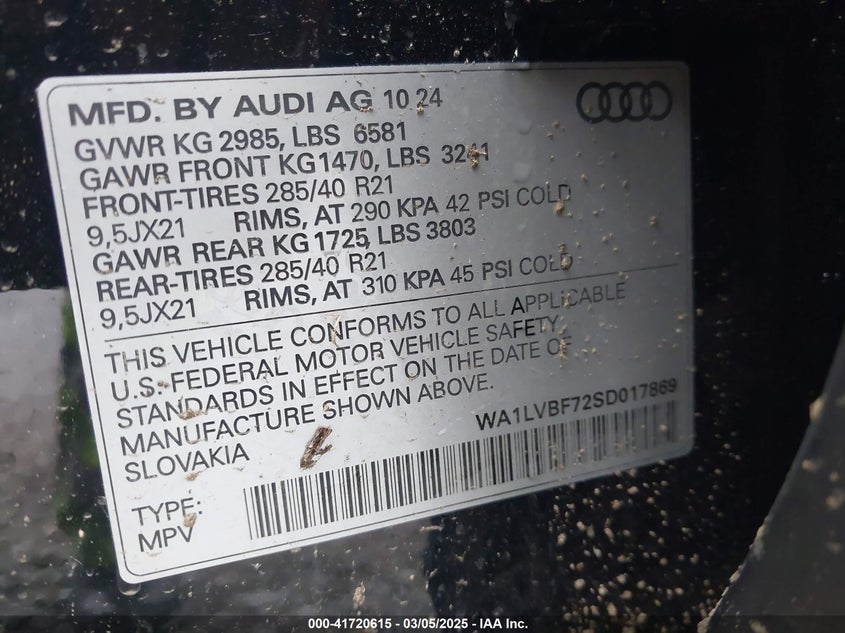 MFD. BY AUDI AG 10 24
GVWR KG 2985, LBS 6581
GAWR FRONT KG1470, LBS 3241
FRONT-TIRES 285/40 R21
9,5JX21 RIMS, AT 290 KPA 42 PSI COLD
GAWR REAR KG 1725, LBS 3803
REAR-TIRES 285/40 R21
9,5JX21 RIMS, AT 310 KPA 45 PSI COLD
THIS VEHICLE CONFORMS TO ALL APPLICABLE
U.S.-FEDERAL MOTOR VEHICLE SAFETY
STANDARDS IN EFFECT ON THE DATE OF
MANUFACTURE SHOWN ABOVE.
SLOVAKIA
WA1LVBF72SD017869
TYPE:
MPV
000-41720615 - 03/05/2025 - IAA Inc.